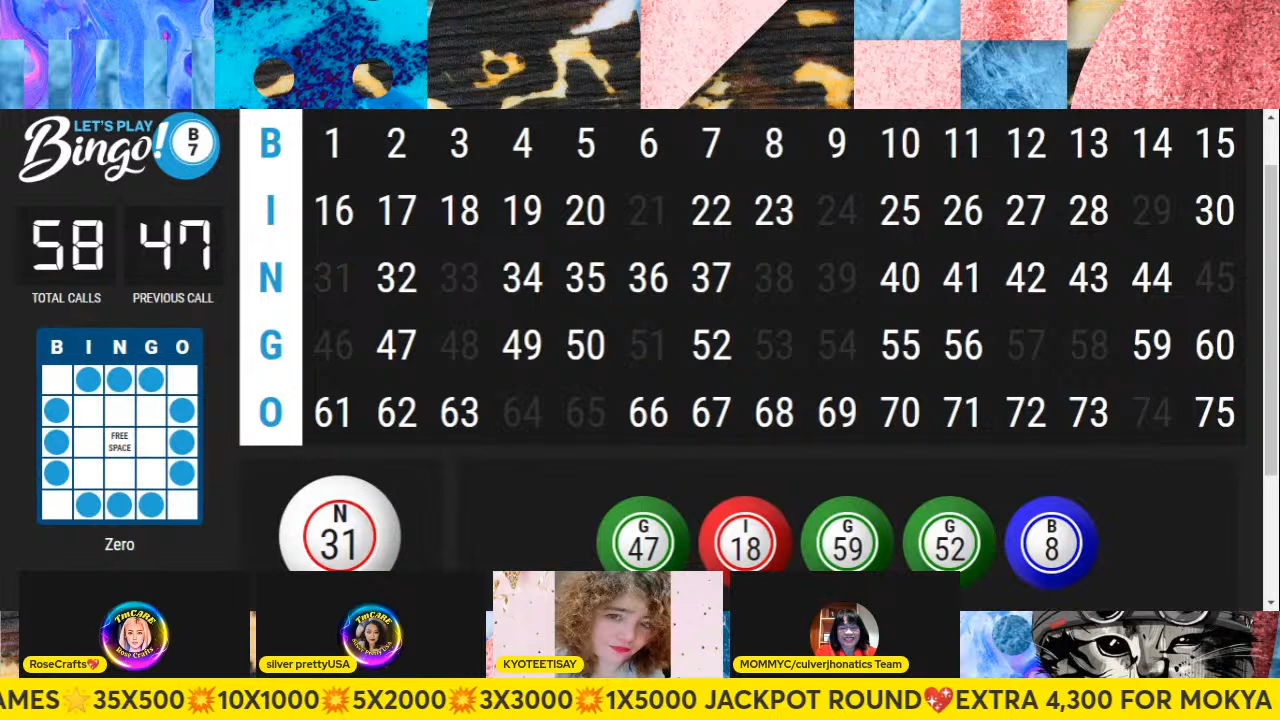 LET'S PLAY
Bingo!
B
7
58 47
TOTAL CALLS PREVIOUS CALL
B I N G O
FREE
SPACE
Zero
B 1 2 3 4 5 6 7 8 9 10 11 12 13 14 15
I 16 17 18 19 20 21 22 23 24 25 26 27 28 29 30
N 31 32 33 34 35 36 37 38 39 40 41 42 43 44 45
G 46 47 48 49 50 51 52 53 54 55 56 57 58 59 60
O 61 62 63 64 65 66 67 68 69 70 71 72 73 74 75
N
31
G
47
I
18
G
59
G
52
B
8
TmCARE
Rose Crafts
RoseCrafts💖
TmCARE
silver prettyUSA
KYOTEETISAY
MOMMYC/culverjhonatics Team
AMES🌟35X500💥10X1000💥5X2000💥3X3000💥1X5000 JACKPOT ROUND💖EXTRA 4,300 FOR MOKYA